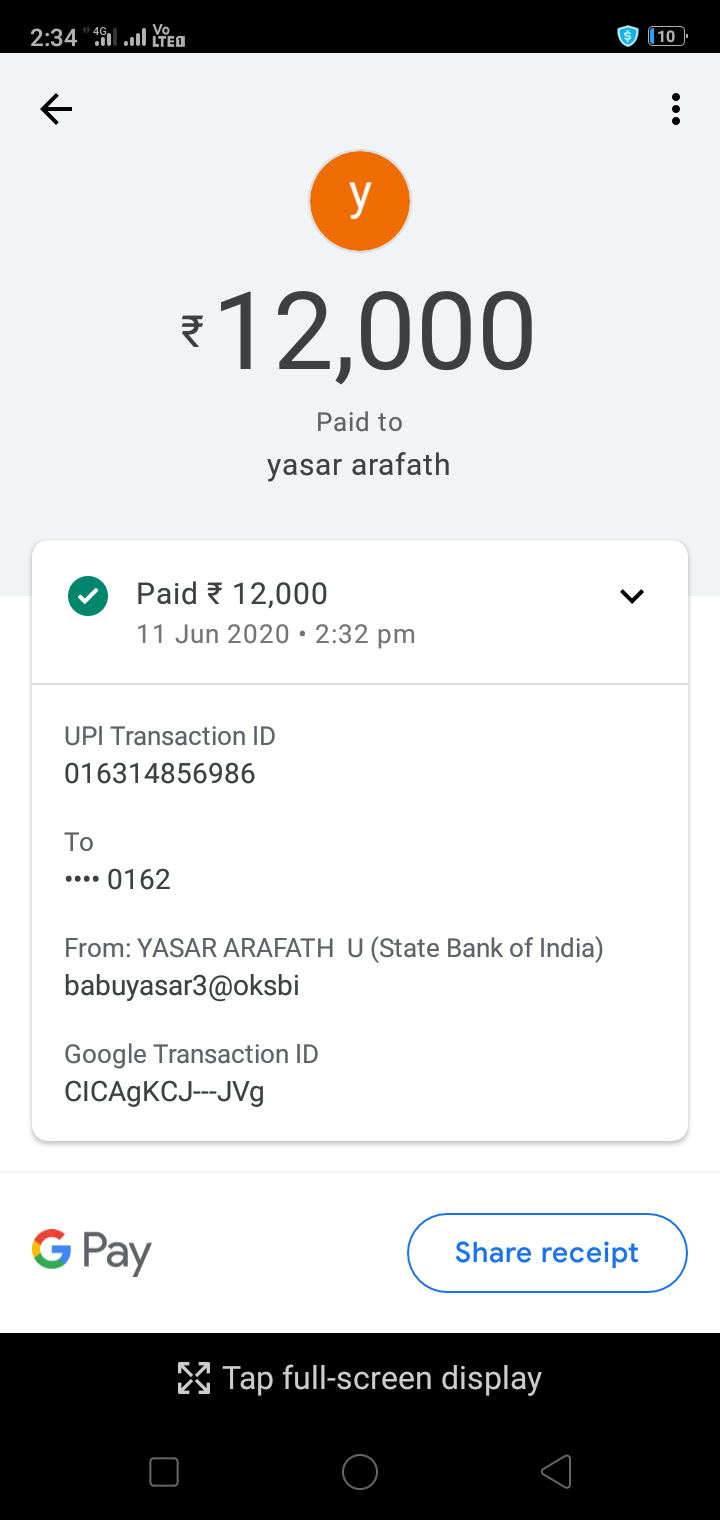 2:34 4G Vo LTE 10
y
₹12,000
Paid to
yasar arafath
Paid ₹ 12,000
11 Jun 2020 • 2:32 pm
UPI Transaction ID
016314856986
To
•••• 0162
From: YASAR ARAFATH  U (State Bank of India)
babuyasar3@oksbi
Google Transaction ID
CICAgKCJ---JVg
G Pay
Share receipt
Tap full-screen display